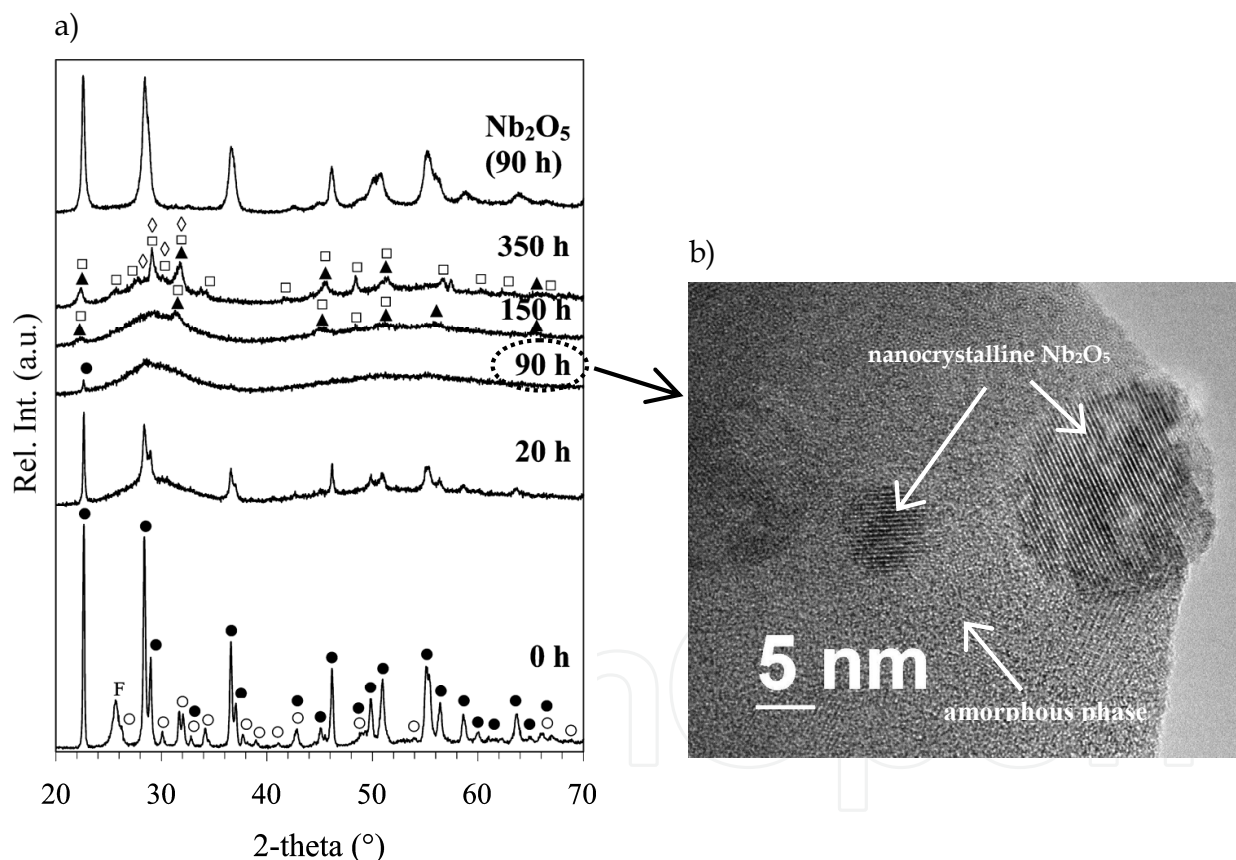 a)
Nb₂O₅
(90 h)
350 h
150 h
90 h
20 h
0 h
F
Rel. Int. (a.u.)
20 30 40 50 60 70
2-theta (°)
b)
nanocrystalline Nb₂O₅
5 nm
amorphous phase